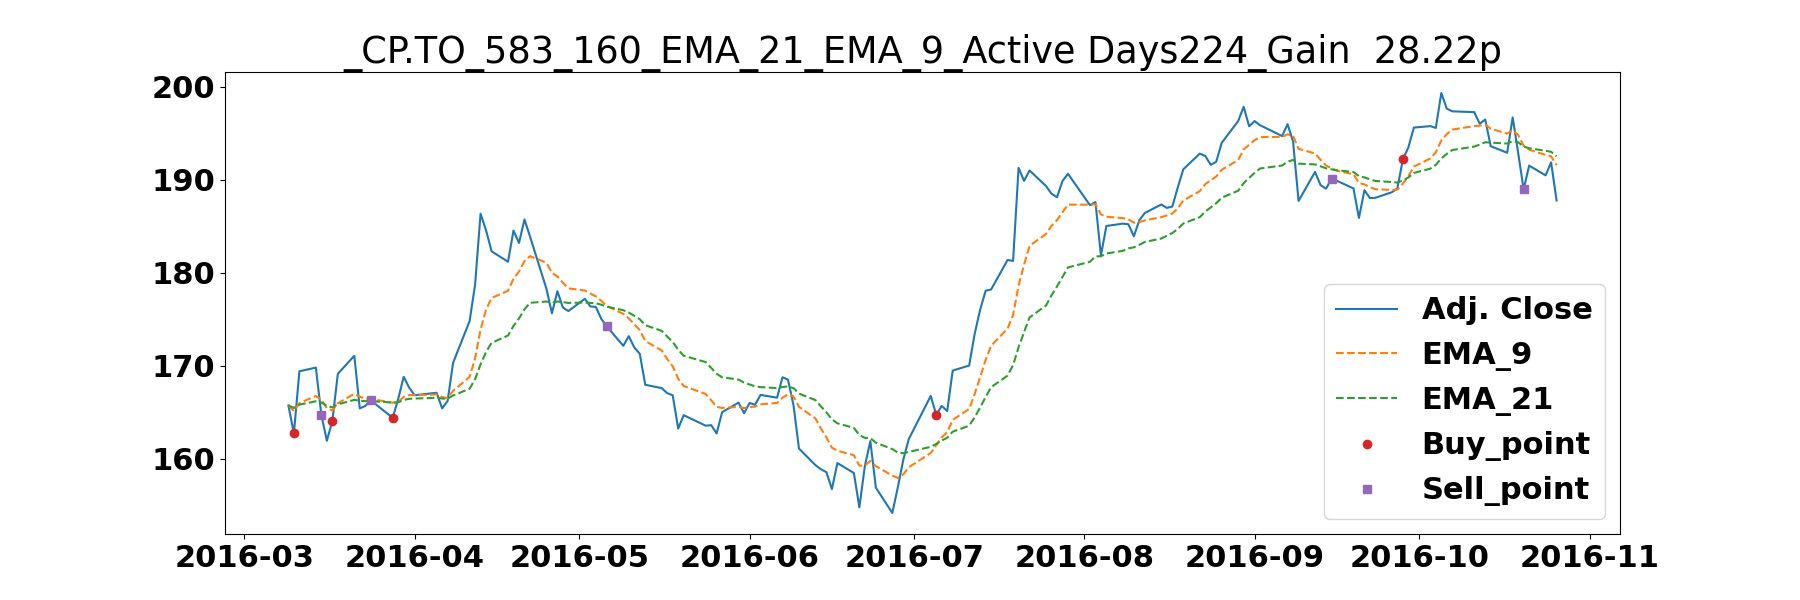 _CP.TO_583_160_EMA_21_EMA_9_Active Days224_Gain  28.22p
200
190
180
170
160
Adj. Close
EMA_9
EMA_21
Buy_point
Sell_point
2016-03 2016-04 2016-05 2016-06 2016-07 2016-08 2016-09 2016-10 2016-11